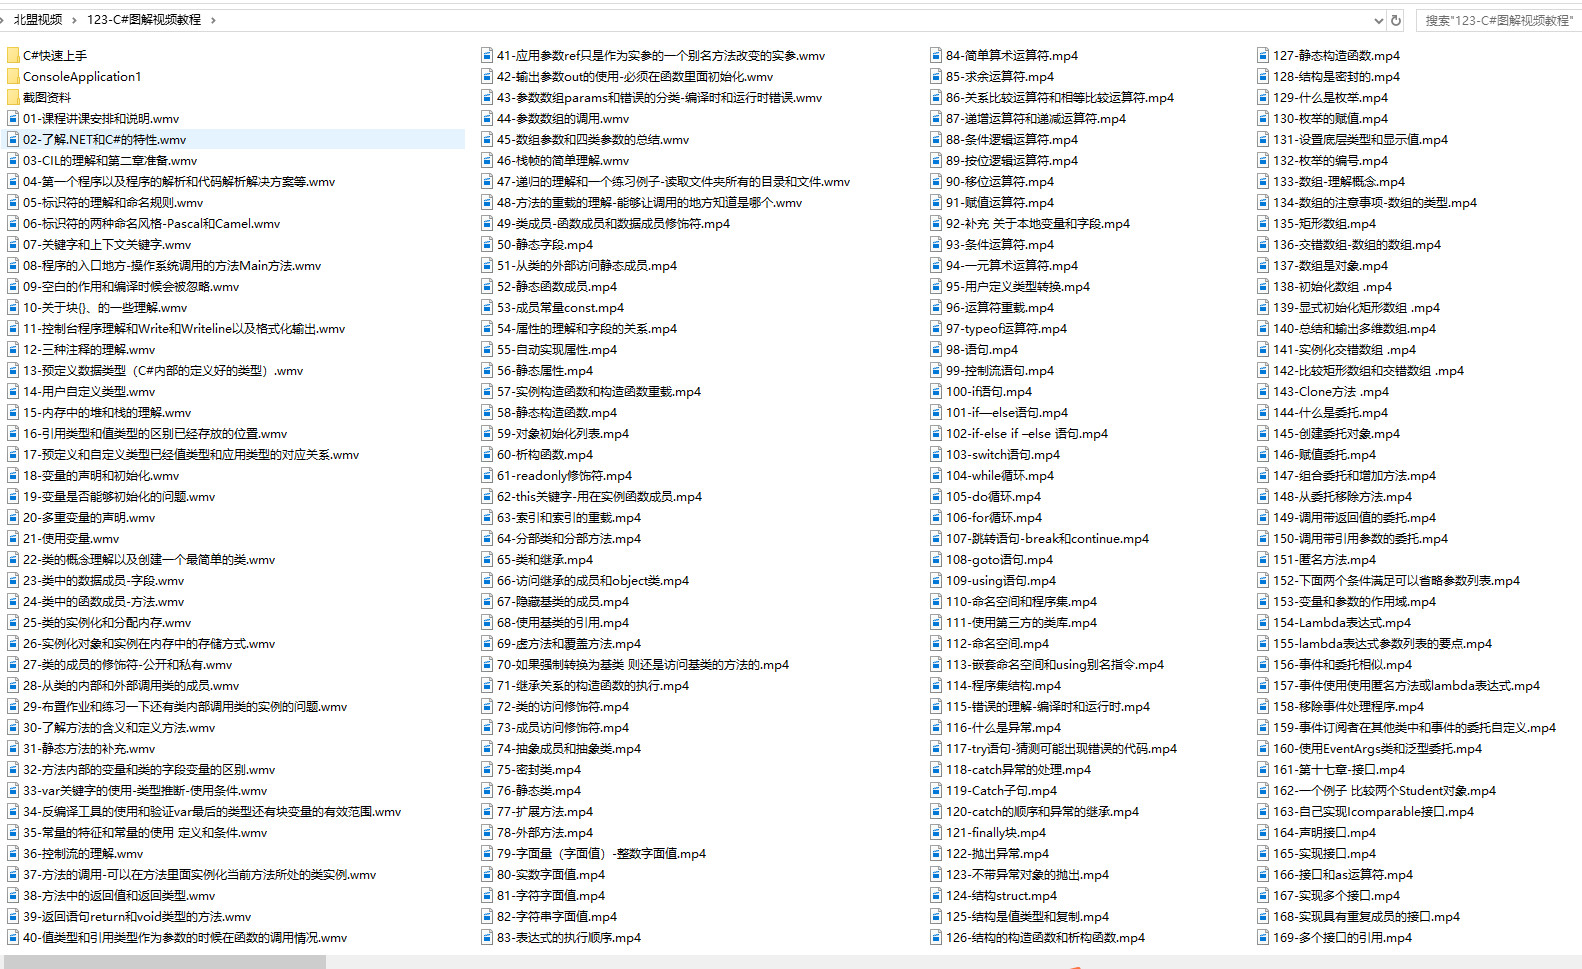 北盟视频 > 123-C#图解视频教程 >
搜索"123-C#图解视频教程"
C#快速上手
ConsoleApplication1
截图资料
01-课程讲课安排和说明.wmv
02-了解.NET和C#的特性.wmv
03-CIL的理解和第二章准备.wmv
04-第一个程序以及程序的解析和代码解析解决方案等.wmv
05-标识符的理解和命名规则.wmv
06-标识符的两种命名风格-Pascal和Camel.wmv
07-关键字和上下文关键字.wmv
08-程序的入口地方-操作系统调用的方法Main方法.wmv
09-空白的作用和编译时候会被忽略.wmv
10-关于块{}、的一些理解.wmv
11-控制台程序理解和Write和Writeline以及格式化输出.wmv
12-三种注释的理解.wmv
13-预定义数据类型（C#内部的定义好的类型）.wmv
14-用户自定义类型.wmv
15-内存中的堆和栈的理解.wmv
16-引用类型和值类型的区别已经存放的位置.wmv
17-预定义和自定义类型已经值类型和应用类型的对应关系.wmv
18-变量的声明和初始化.wmv
19-变量是否能够初始化的问题.wmv
20-多重变量的声明.wmv
21-使用变量.wmv
22-类的概念理解以及创建一个最简单的类.wmv
23-类中的数据成员-字段.wmv
24-类中的函数成员-方法.wmv
25-类的实例化和分配内存.wmv
26-实例化对象和实例在内存中的存储方式.wmv
27-类的成员的修饰符-公开和私有.wmv
28-从类的内部和外部调用类的成员.wmv
29-布置作业和练习一下还有类内部调用类的实例的问题.wmv
30-了解方法的含义和定义方法.wmv
31-静态方法的补充.wmv
32-方法内部的变量和类的字段变量的区别.wmv
33-var关键字的使用-类型推断-使用条件.wmv
34-反编译工具的使用和验证var最后的类型还有块变量的有效范围.wmv
35-常量的特征和常量的使用 定义和条件.wmv
36-控制流的理解.wmv
37-方法的调用-可以在方法里面实例化当前方法所处的类实例.wmv
38-方法中的返回值和返回类型.wmv
39-返回语句return和void类型的方法.wmv
40-值类型和引用类型作为参数的时候在函数的调用情况.wmv
41-应用参数ref只是作为实参的一个别名方法改变的实参.wmv
42-输出参数out的使用-必须在函数里面初始化.wmv
43-参数数组params和错误的分类-编译时和运行时错误.wmv
44-参数数组的调用.wmv
45-数组参数和四类参数的总结.wmv
46-栈帧的简单理解.wmv
47-递归的理解和一个练习例子-读取文件夹所有的目录和文件.wmv
48-方法的重载的理解-能够让调用的地方知道是哪个.wmv
49-类成员-函数成员和数据成员修饰符.mp4
50-静态字段.mp4
51-从类的外部访问静态成员.mp4
52-静态函数成员.mp4
53-成员常量const.mp4
54-属性的理解和字段的关系.mp4
55-自动实现属性.mp4
56-静态属性.mp4
57-实例构造函数和构造函数重载.mp4
58-静态构造函数.mp4
59-对象初始化列表.mp4
60-析构函数.mp4
61-readonly修饰符.mp4
62-this关键字-用在实例函数成员.mp4
63-索引和索引的重载.mp4
64-分部类和分部方法.mp4
65-类和继承.mp4
66-访问继承的成员和object类.mp4
67-隐藏基类的成员.mp4
68-使用基类的引用.mp4
69-虚方法和覆盖方法.mp4
70-如果强制转换为基类 则还是访问基类的方法的.mp4
71-继承关系的构造函数的执行.mp4
72-类的访问修饰符.mp4
73-成员访问修饰符.mp4
74-抽象成员和抽象类.mp4
75-密封类.mp4
76-静态类.mp4
77-扩展方法.mp4
78-外部方法.mp4
79-字面量（字面值）-整数字面值.mp4
80-实数字面值.mp4
81-字符字面值.mp4
82-字符串字面值.mp4
83-表达式的执行顺序.mp4
84-简单算术运算符.mp4
85-求余运算符.mp4
86-关系比较运算符和相等比较运算符.mp4
87-递增运算符和递减运算符.mp4
88-条件逻辑运算符.mp4
89-按位逻辑运算符.mp4
90-移位运算符.mp4
91-赋值运算符.mp4
92-补充 关于本地变量和字段.mp4
93-条件运算符.mp4
94-一元算术运算符.mp4
95-用户定义类型转换.mp4
96-运算符重载.mp4
97-typeof运算符.mp4
98-语句.mp4
99-控制流语句.mp4
100-if语句.mp4
101-if—else语句.mp4
102-if-else if –else 语句.mp4
103-switch语句.mp4
104-while循环.mp4
105-do循环.mp4
106-for循环.mp4
107-跳转语句-break和continue.mp4
108-goto语句.mp4
109-using语句.mp4
110-命名空间和程序集.mp4
111-使用第三方的类库.mp4
112-命名空间.mp4
113-嵌套命名空间和using别名指令.mp4
114-程序集结构.mp4
115-错误的理解-编译时和运行时.mp4
116-什么是异常.mp4
117-try语句-猜测可能出现错误的代码.mp4
118-catch异常的处理.mp4
119-Catch子句.mp4
120-catch的顺序和异常的继承.mp4
121-finally块.mp4
122-抛出异常.mp4
123-不带异常对象的抛出.mp4
124-结构struct.mp4
125-结构是值类型和复制.mp4
126-结构的构造函数和析构函数.mp4
127-静态构造函数.mp4
128-结构是密封的.mp4
129-什么是枚举.mp4
130-枚举的赋值.mp4
131-设置底层类型和显示值.mp4
132-枚举的编号.mp4
133-数组-理解概念.mp4
134-数组的注意事项-数组的类型.mp4
135-矩形数组.mp4
136-交错数组-数组的数组.mp4
137-数组是对象.mp4
138-初始化数组 .mp4
139-显式初始化矩形数组 .mp4
140-总结和输出多维数组.mp4
141-实例化交错数组 .mp4
142-比较矩形数组和交错数组 .mp4
143-Clone方法 .mp4
144-什么是委托.mp4
145-创建委托对象.mp4
146-赋值委托.mp4
147-组合委托和增加方法.mp4
148-从委托移除方法.mp4
149-调用带返回值的委托.mp4
150-调用带引用参数的委托.mp4
151-匿名方法.mp4
152-下面两个条件满足可以省略参数列表.mp4
153-变量和参数的作用域.mp4
154-Lambda表达式.mp4
155-lambda表达式参数列表的要点.mp4
156-事件和委托相似.mp4
157-事件使用使用匿名方法或lambda表达式.mp4
158-移除事件处理程序.mp4
159-事件订阅者在其他类中和事件的委托自定义.mp4
160-使用EventArgs类和泛型委托.mp4
161-第十七章-接口.mp4
162-一个例子 比较两个Student对象.mp4
163-自己实现Icomparable接口.mp4
164-声明接口.mp4
165-实现接口.mp4
166-接口和as运算符.mp4
167-实现多个接口.mp4
168-实现具有重复成员的接口.mp4
169-多个接口的引用.mp4